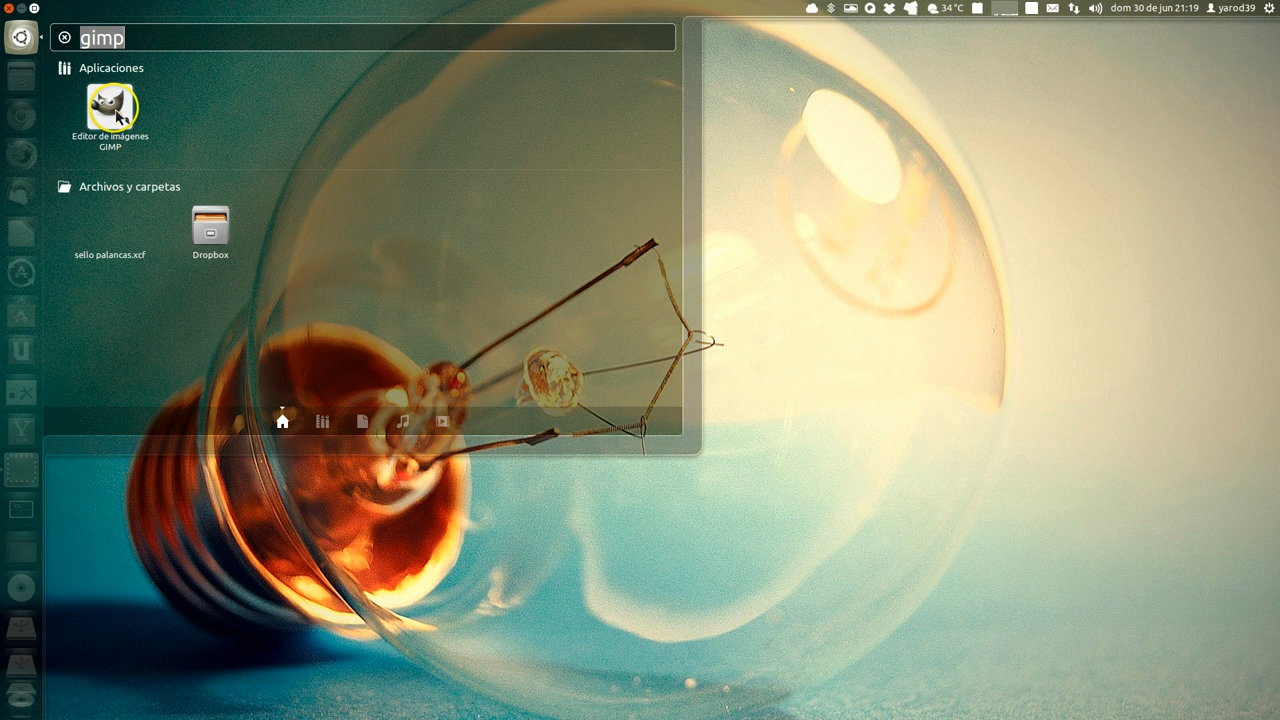 34 °C
dom 30 de jun 21:19
yarod39
gimp
Aplicaciones
Editor de imágenes
GIMP
Archivos y carpetas
sello palancas.xcf
Dropbox